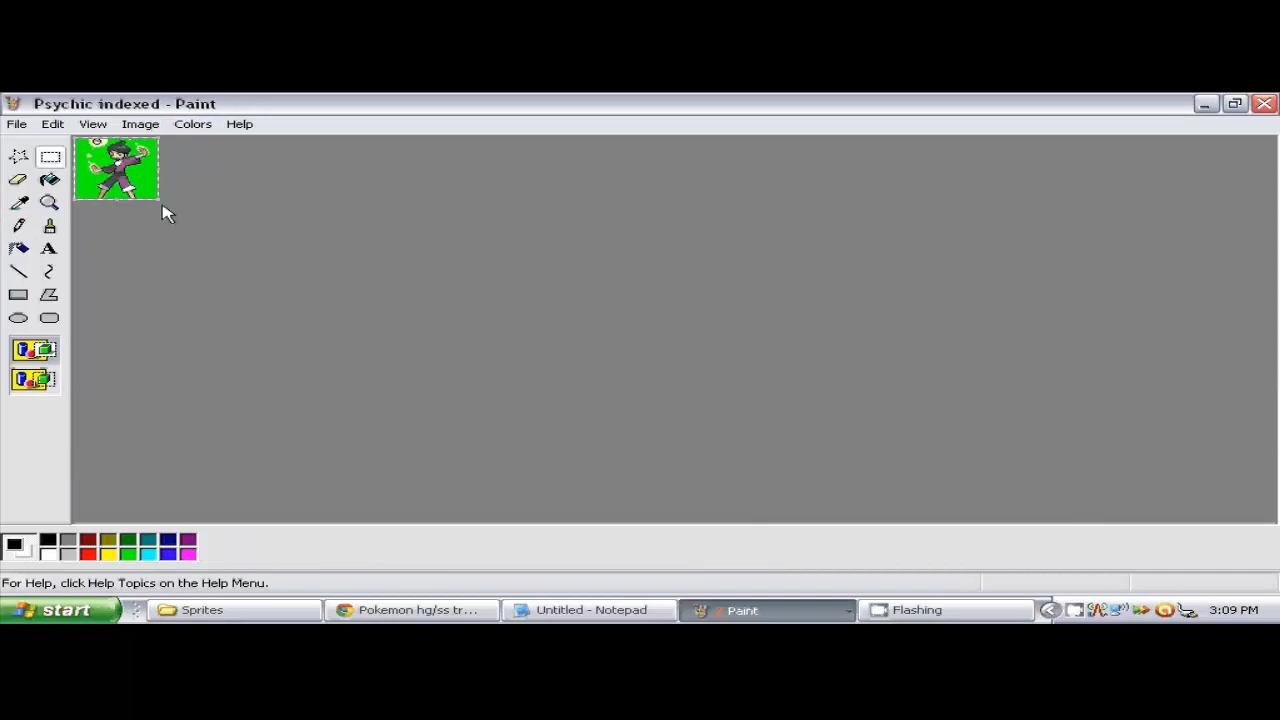 Psychic indexed - Paint
File Edit View Image Colors Help
A
For Help, click Help Topics on the Help Menu.
start Sprites Pokemon hg/ss tr... Untitled - Notepad 2 Paint Flashing 3:09 PM